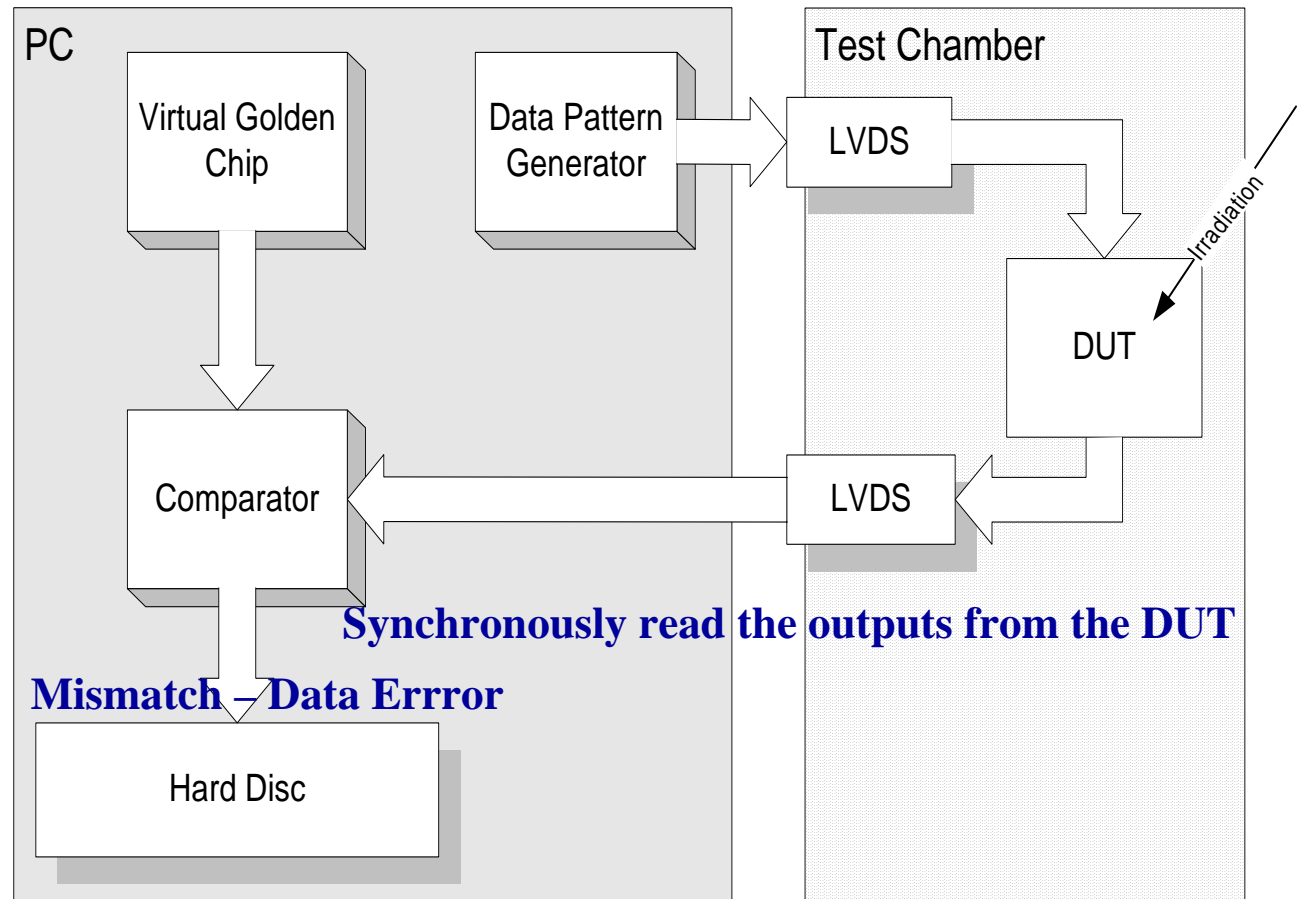 PC
Test Chamber
Virtual Golden
Chip
Data Pattern
Generator
LVDS
Irradiation
DUT
Comparator
LVDS
Synchronously read the outputs from the DUT
Mismatch – Data Errror
Hard Disc